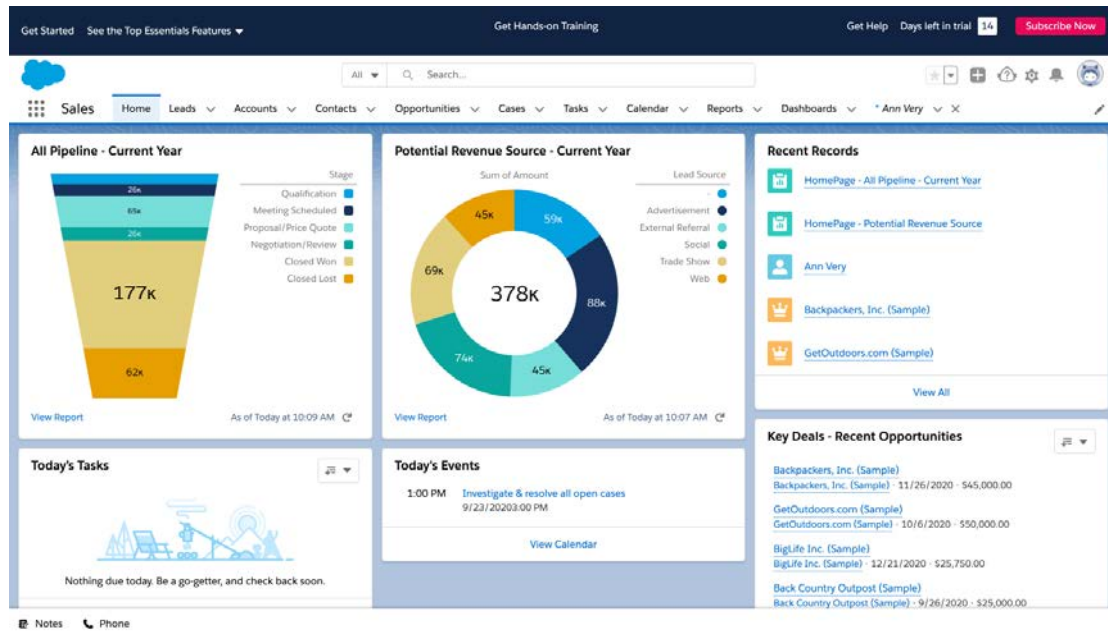 Get Started See the Top Essentials Features
Get Hands-on Training
Get Help Days left in trial 14 Subscribe Now
All Search...
Sales Home Leads Accounts Contacts Opportunities Cases Tasks Calendar Reports Dashboards * Ann Very
All Pipeline - Current Year
Stage
Qualification
Meeting Scheduled
Proposal/Price Quote
Negotiation/Review
Closed Won
Closed Lost
26K
65K
26K
177K
62K
View Report As of Today at 10:09 AM
Potential Revenue Source - Current Year
Sum of Amount
Lead Source
-
Advertisement
External Referral
Social
Trade Show
Web
45K
59K
69K
378K
88K
74K
45K
View Report As of Today at 10:07 AM
Recent Records
HomePage - All Pipeline - Current Year
HomePage - Potential Revenue Source
Ann Very
Backpackers, Inc. (Sample)
GetOutdoors.com (Sample)
View All
Today's Tasks
Nothing due today. Be a go-getter, and check back soon.
Today's Events
1:00 PM Investigate & resolve all open cases
9/23/20203:00 PM
View Calendar
Key Deals - Recent Opportunities
Backpackers, Inc. (Sample)
Backpackers, Inc. (Sample) · 11/26/2020 · $45,000.00
GetOutdoors.com (Sample)
GetOutdoors.com (Sample) · 10/6/2020 · $50,000.00
BigLife Inc. (Sample)
BigLife Inc. (Sample) · 12/21/2020 · $25,750.00
Back Country Outpost (Sample)
Back Country Outpost (Sample) · 9/26/2020 · $25,000.00
Notes Phone